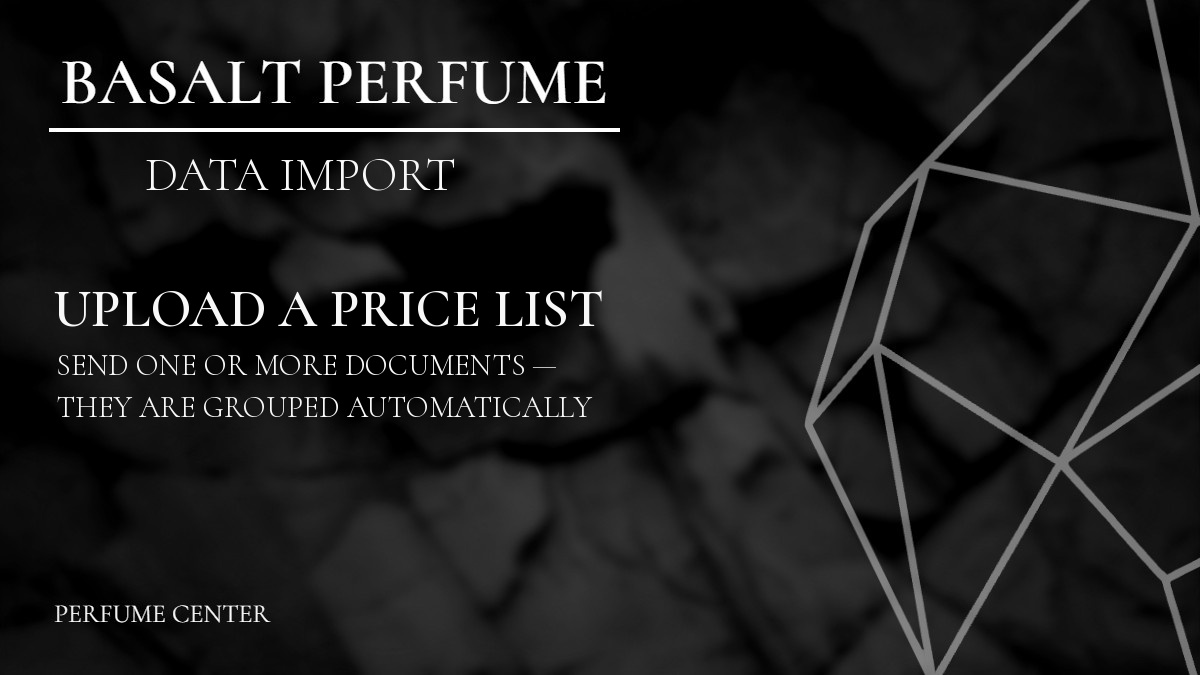 BASALT PERFUME
DATA IMPORT
UPLOAD A PRICE LIST
SEND ONE OR MORE DOCUMENTS —
THEY ARE GROUPED AUTOMATICALLY
PERFUME CENTER